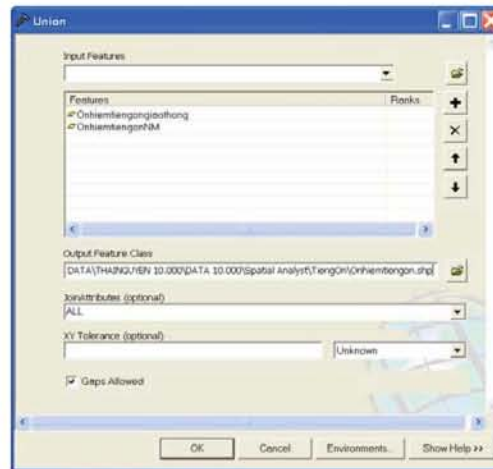 Union
Input Features
Features Ranks
Onhiemtiengongiaothong
OnhiemtiengonNM
Output Feature Class
DATA\THAINGUYEN 10.000\DATA 10.000\Spatial Analyst\TiengOn\Onhiemtiengon.shp
JoinAttributes (optional)
ALL
XY Tolerance (optional)
Unknown
Gaps Allowed
OK Cancel Environments... Show Help >>